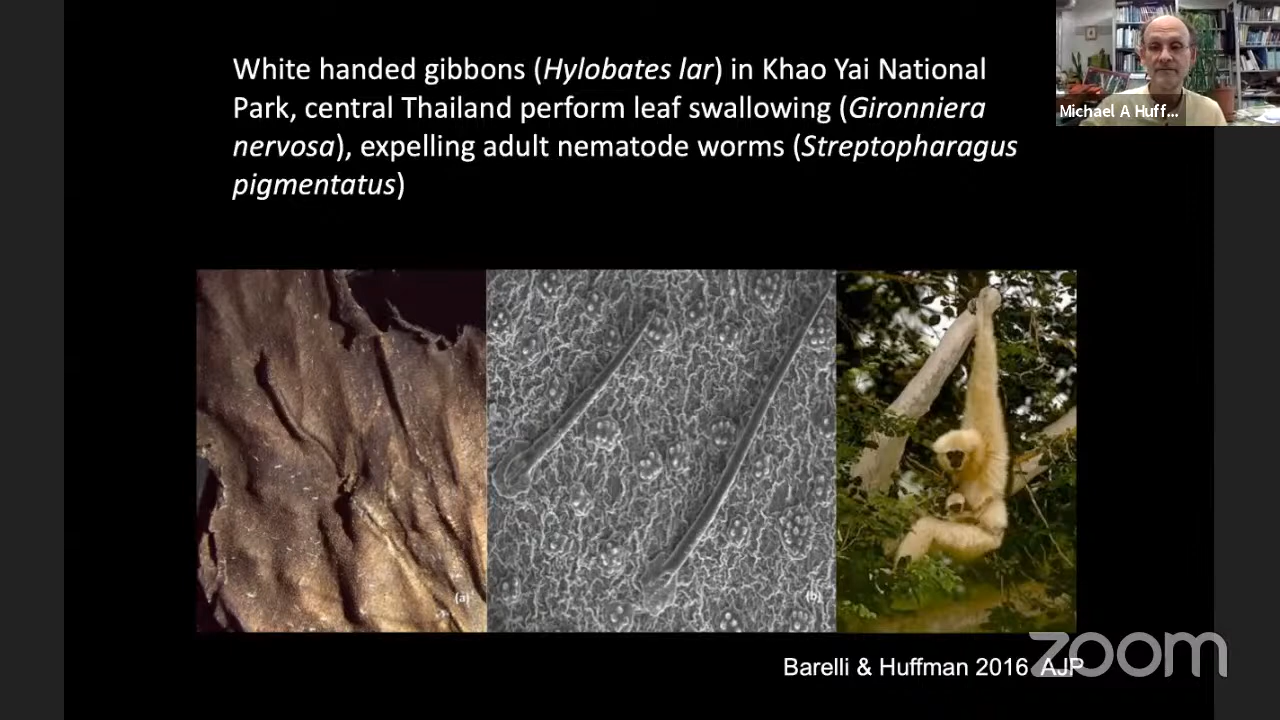 White handed gibbons (Hylobates lar) in Khao Yai National
Park, central Thailand perform leaf swallowing (Gironniera
nervosa), expelling adult nematode worms (Streptopharagus
pigmentatus)
Michael A Huff...
(a)
(b)
Barelli & Huffman 2016 AJP
zoom